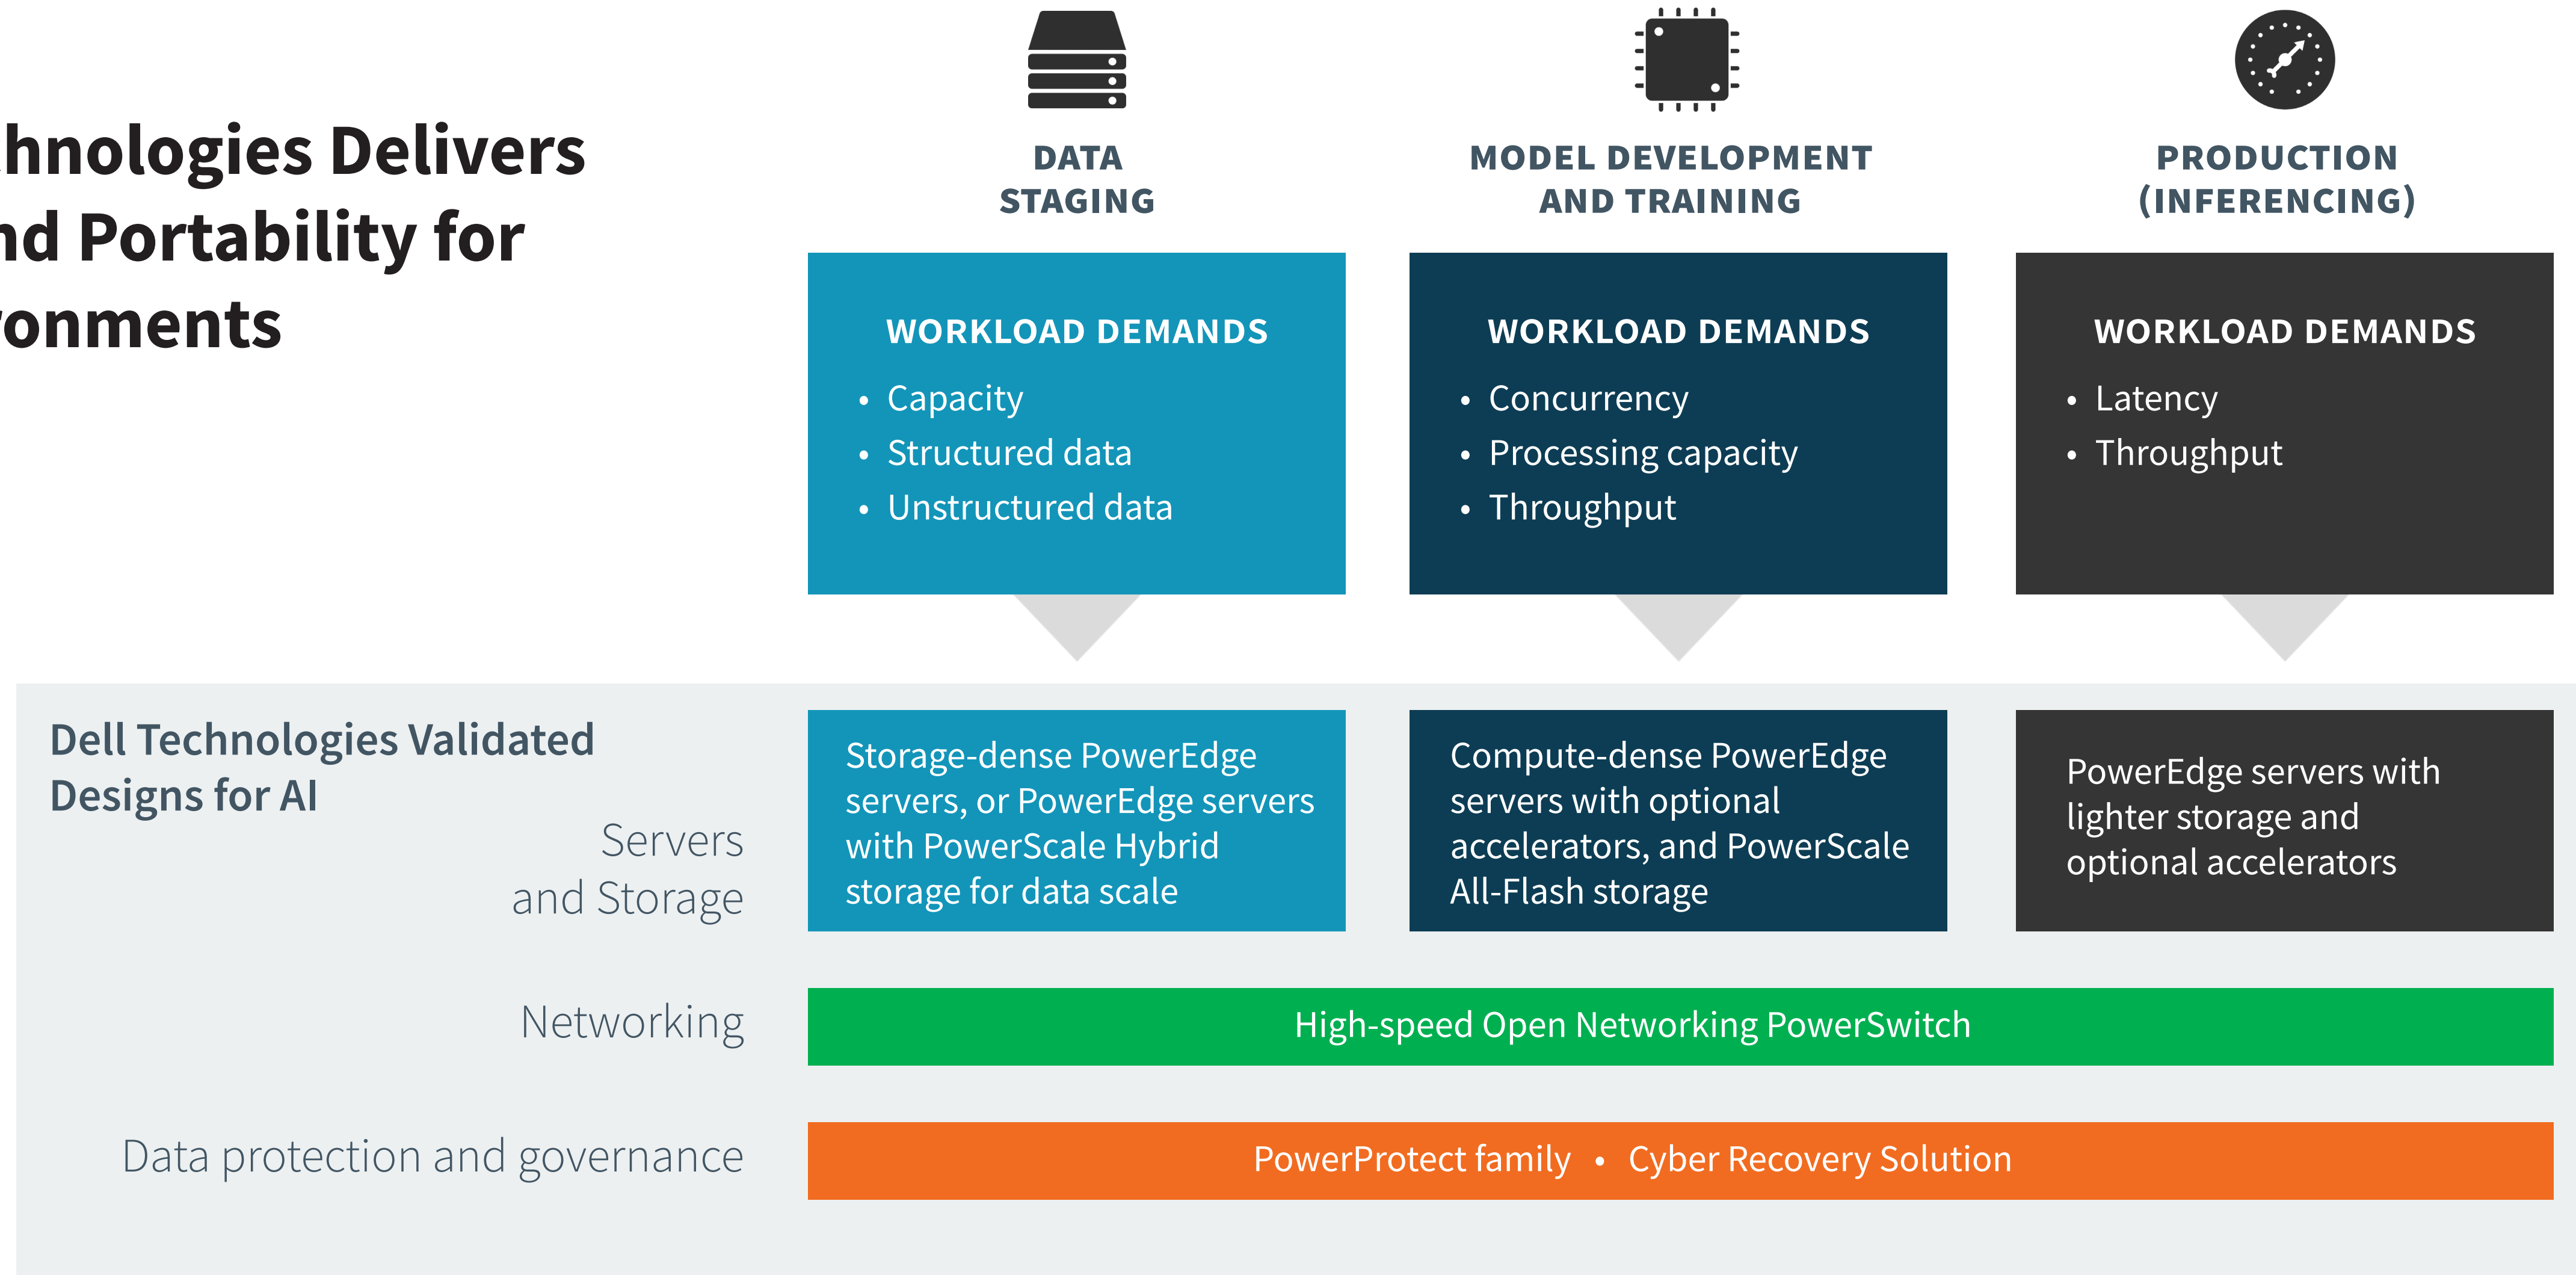 hnologies Delivers
nd Portability for
onments
DATA
STAGING
MODEL DEVELOPMENT
AND TRAINING
PRODUCTION
(INFERENCING)
WORKLOAD DEMANDS
• Capacity
• Structured data
• Unstructured data
WORKLOAD DEMANDS
• Concurrency
• Processing capacity
• Throughput
WORKLOAD DEMANDS
• Latency
• Throughput
Dell Technologies Validated
Designs for AI
Servers
and Storage
Storage-dense PowerEdge
servers, or PowerEdge servers
with PowerScale Hybrid
storage for data scale
Compute-dense PowerEdge
servers with optional
accelerators, and PowerScale
All-Flash storage
PowerEdge servers with
lighter storage and
optional accelerators
Networking
High-speed Open Networking PowerSwitch
Data protection and governance
PowerProtect family • Cyber Recovery Solution